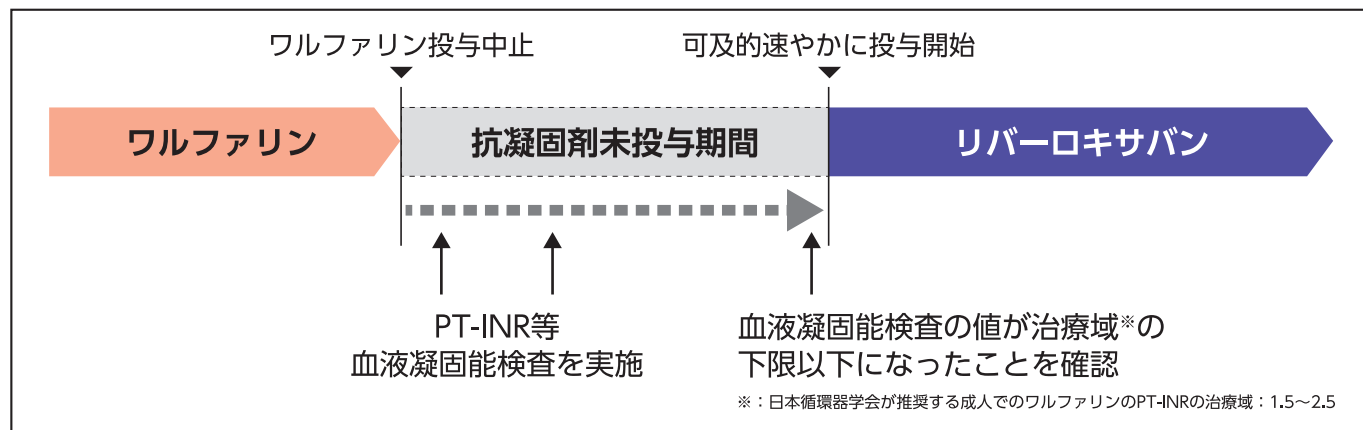 ワルファリン投与中止
可及的速やかに投与開始
ワルファリン
抗凝固剤未投与期間
リバーロキサバン
PT-INR等
血液凝固能検査を実施
血液凝固能検査の値が治療域※の
下限以下になったことを確認
※：日本循環器学会が推奨する成人でのワルファリンのPT-INRの治療域：1.5～2.5